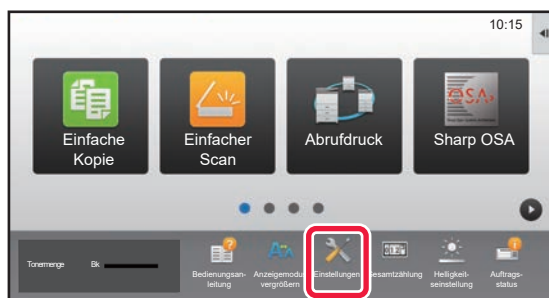 10:15
Einfache
Kopie
Einfacher
Scan
Abrufdruck
Sharp OSA
Tonermenge
Bk
Bedienungsan-
leitung
Anzeigemodus
vergrößern
Einstellungen
Gesamtzählung
Helligkeit-
seinstellung
Auftrags-
status